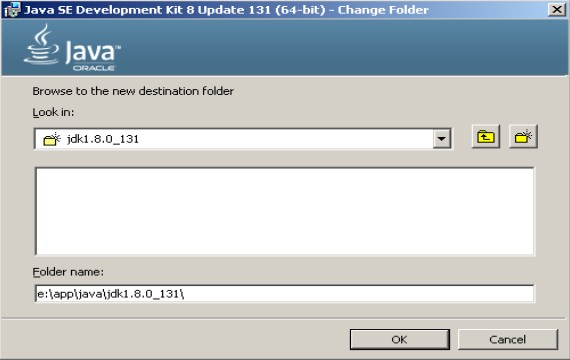 Java SE Development Kit 8 Update 131 (64-bit) - Change Folder
Java™
ORACLE
Browse to the new destination folder
Look in:
jdk1.8.0_131
Folder name:
e:\app\java\jdk1.8.0_131\
OK Cancel